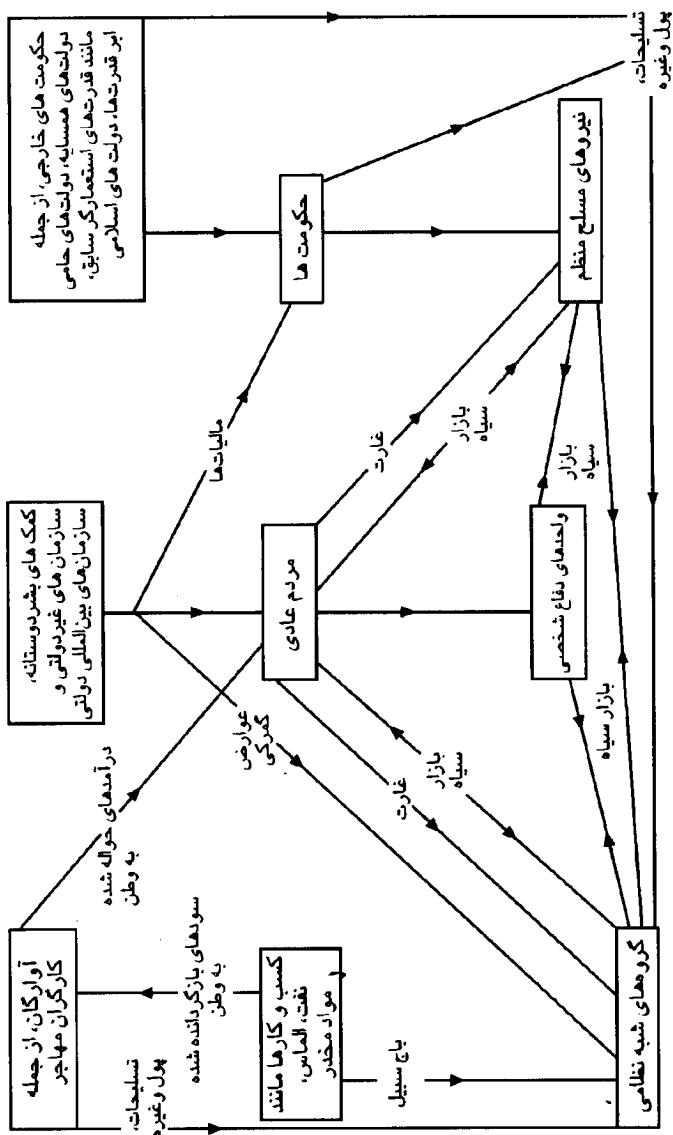 حکومت های خارجی، از جمله
دولت‌های همسایه، دولت‌های حامی
مانند قدرت‌های استعمارگر سابق،
ابر قدرت‌ها، دولت های اسلامی
کمک های بشردوستانه،
سازمان های غیردولتی و
سازمان‌های بین‌المللی دولتی
آوارگان، از جمله
کارگران مهاجر
تسلیحات،
پول وغیره
حکومت ها
مالیات‌ها
مردم عادی
عوارض
گمرکی
درآمدهای حواله شده
به وطن
سودهای بازگردانده شده
به وطن
کسب و کارها مانند
نفت، الماس،
مواد مخدر
تسلیحات،
پول وغیره
نیروهای مسلح منظم
غارت
بازار
سیاه
بازار
سیاه
واحدهای دفاع شخصی
بازار سیاه
بازار
سیاه
غارت
باج سبیل
گروههای شبه نظامی